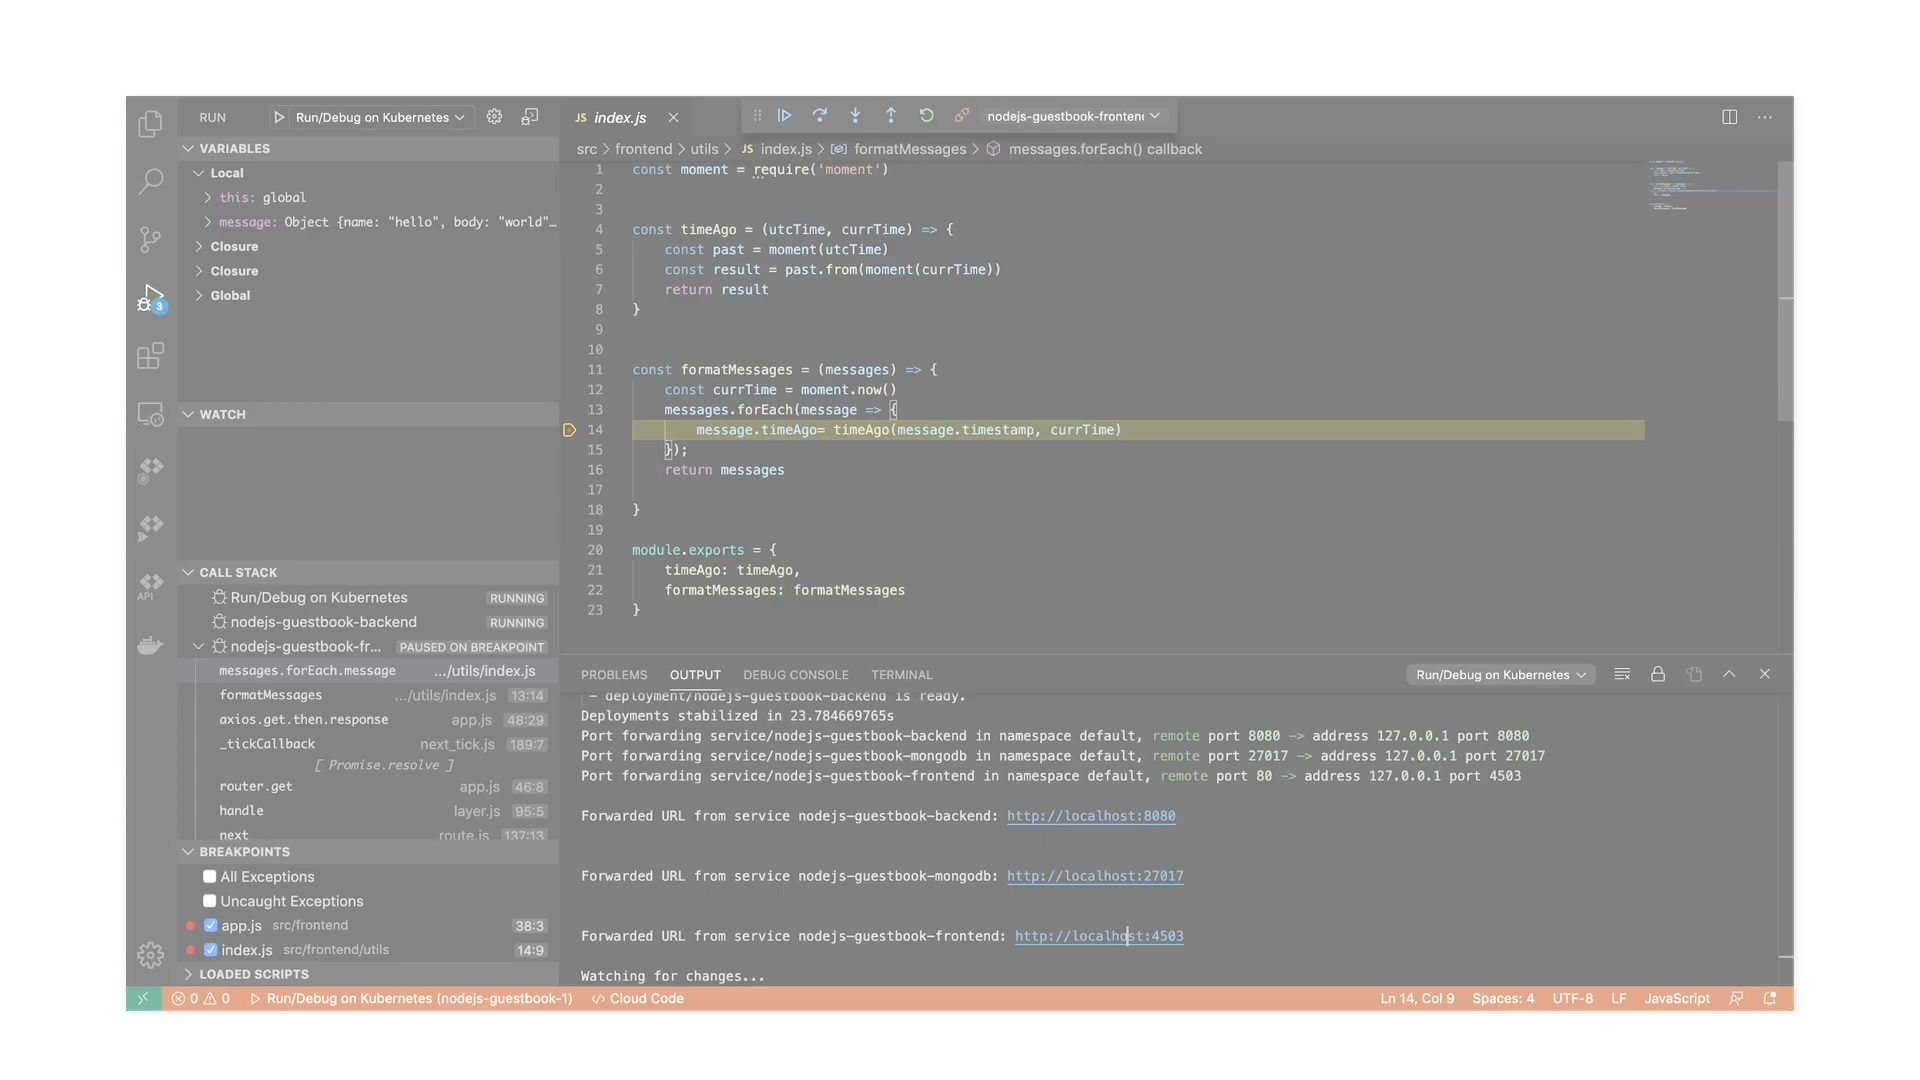 RUN
Run/Debug on Kubernetes
VARIABLES
Local
this: global
message: Object {name: "hello", body: "world"…
Closure
Closure
Global
WATCH
CALL STACK
Run/Debug on Kubernetes RUNNING
nodejs-guestbook-backend RUNNING
nodejs-guestbook-fr... PAUSED ON BREAKPOINT
messages.forEach.message .../utils/index.js
formatMessages .../utils/index.js 13:14
axios.get.then.response app.js 48:29
_tickCallback next_tick.js 189:7
[ Promise.resolve ]
router.get app.js 46:8
handle layer.js 95:5
next route.js 137:13
BREAKPOINTS
All Exceptions
Uncaught Exceptions
app.js src/frontend 38:3
index.js src/frontend/utils 14:9
LOADED SCRIPTS
3
API
JS index.js
nodejs-guestbook-fronten
src > frontend > utils > JS index.js > formatMessages > messages.forEach() callback
1 const moment = require('moment')
2
3
4 const timeAgo = (utcTime, currTime) => {
5 const past = moment(utcTime)
6 const result = past.from(moment(currTime))
7 return result
8 }
9
10
11 const formatMessages = (messages) => {
12 const currTime = moment.now()
13 messages.forEach(message => {
14 message.timeAgo= timeAgo(message.timestamp, currTime)
15 });
16 return messages
17
18 }
19
20 module.exports = {
21 timeAgo: timeAgo,
22 formatMessages: formatMessages
23 }
PROBLEMS OUTPUT DEBUG CONSOLE TERMINAL
Run/Debug on Kubernetes
- deployment/nodejs-guestbook-backend is ready.
Deployments stabilized in 23.784669765s
Port forwarding service/nodejs-guestbook-backend in namespace default, remote port 8080 -> address 127.0.0.1 port 8080
Port forwarding service/nodejs-guestbook-mongodb in namespace default, remote port 27017 -> address 127.0.0.1 port 27017
Port forwarding service/nodejs-guestbook-frontend in namespace default, remote port 80 -> address 127.0.0.1 port 4503
Forwarded URL from service nodejs-guestbook-backend: http://localhost:8080
Forwarded URL from service nodejs-guestbook-mongodb: http://localhost:27017
Forwarded URL from service nodejs-guestbook-frontend: http://localhost:4503
Watching for changes...
0 0 Run/Debug on Kubernetes (nodejs-guestbook-1) </> Cloud Code
Ln 14, Col 9 Spaces: 4 UTF-8 LF JavaScript